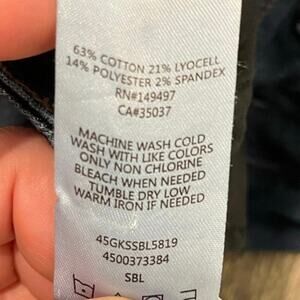 63% COTTON 21% LYOCELL
14% POLYESTER 2% SPANDEX
RN#149497
CA#35037
MACHINE WASH COLD
WASH WITH LIKE COLORS
ONLY NON CHLORINE
BLEACH WHEN NEEDED
TUMBLE DRY LOW
WARM IRON IF NEEDED
45GKSSBL5819
4500373384
SBL